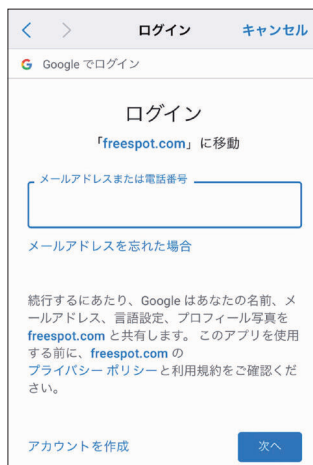 ログイン キャンセル
Google でログイン
ログイン
「freespot.com」に移動
メールアドレスまたは電話番号
メールアドレスを忘れた場合
続行するにあたり、Google はあなたの名前、メ
ールアドレス、言語設定、プロフィール写真を
freespot.com と共有します。このアプリを使用
する前に、freespot.com の
プライバシー ポリシーと利用規約をご確認くだ
さい。
アカウントを作成 次へ